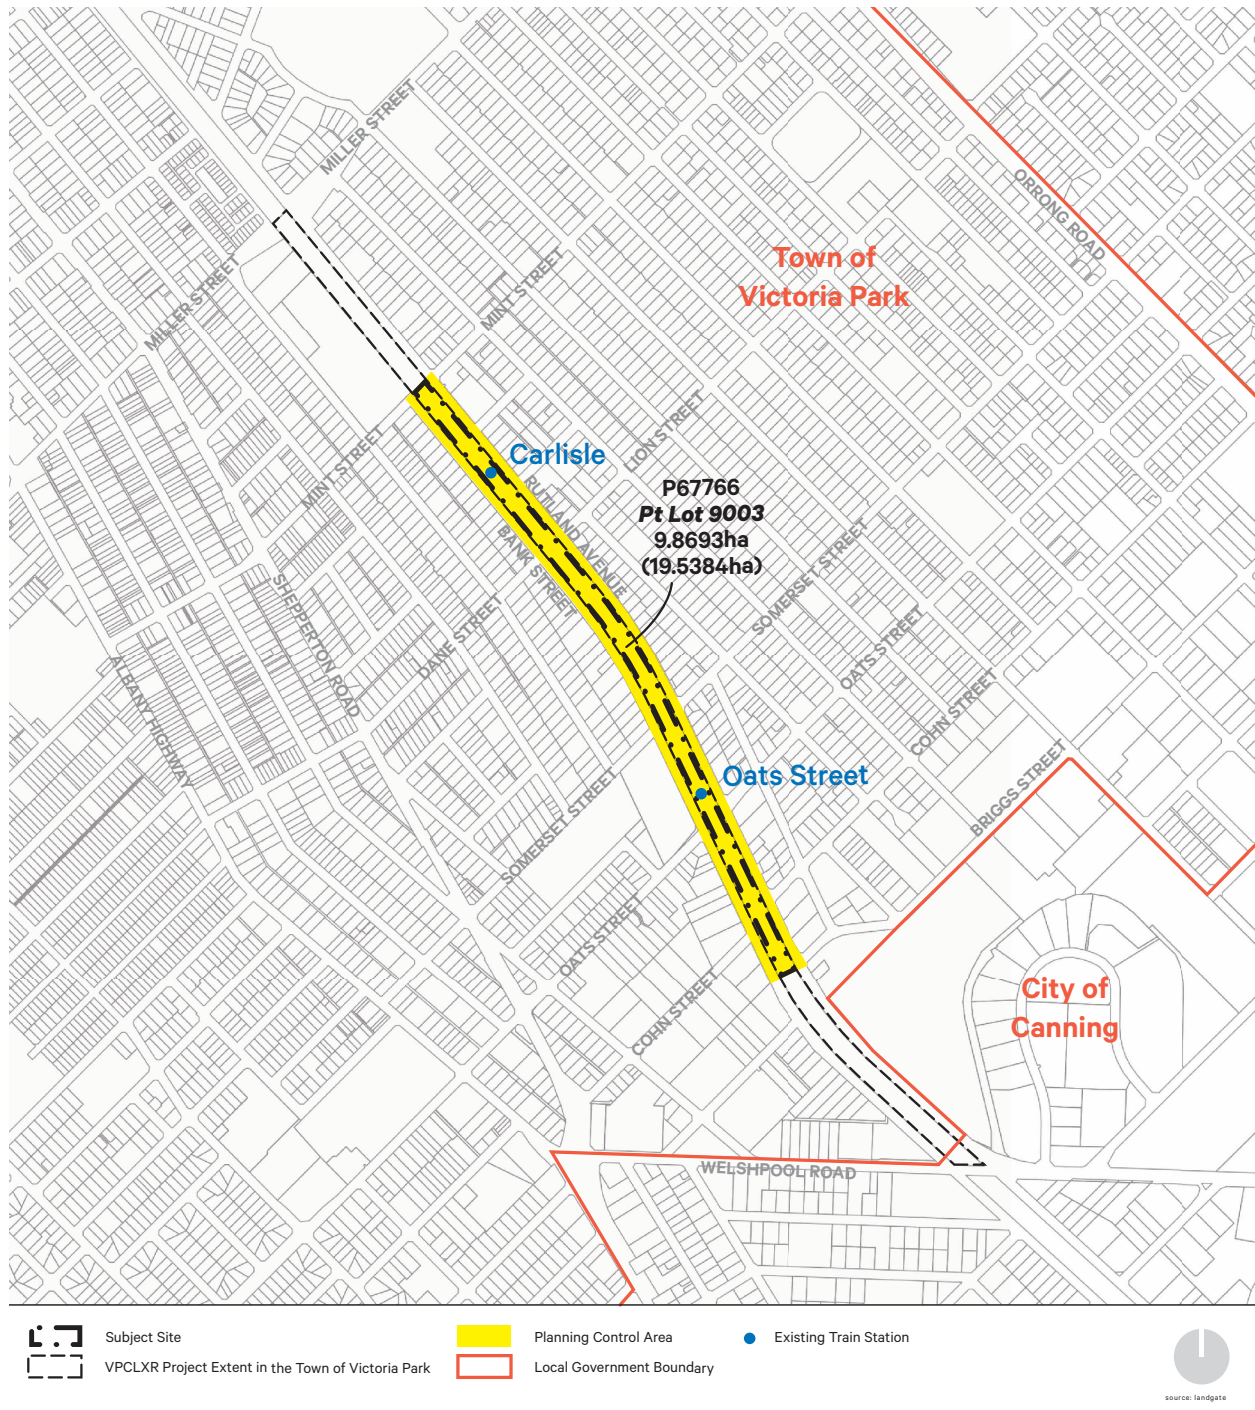 MILLER STREET
ORRONG ROAD
MILLER STREET
MINT STREET
Town of
Victoria Park
LION STREET
MINT STREET
Carlisle
RUTLAND AVENUE
BANK STREET
P67766
Pt Lot 9003
9.8693ha
(19.5384ha)
SOMERSET STREET
SHEPPERTON ROAD
DANE STREET
OATS STREET
ALBANY HIGHWAY
COHN STREET
Oats Street
BRIGGS STREET
SOMERSET STREET
OATS STREET
COHN STREET
City of
Canning
WELSHPOOL ROAD
Subject Site
Planning Control Area
Existing Train Station
VPCLXR Project Extent in the Town of Victoria Park
Local Government Boundary
source: landgate